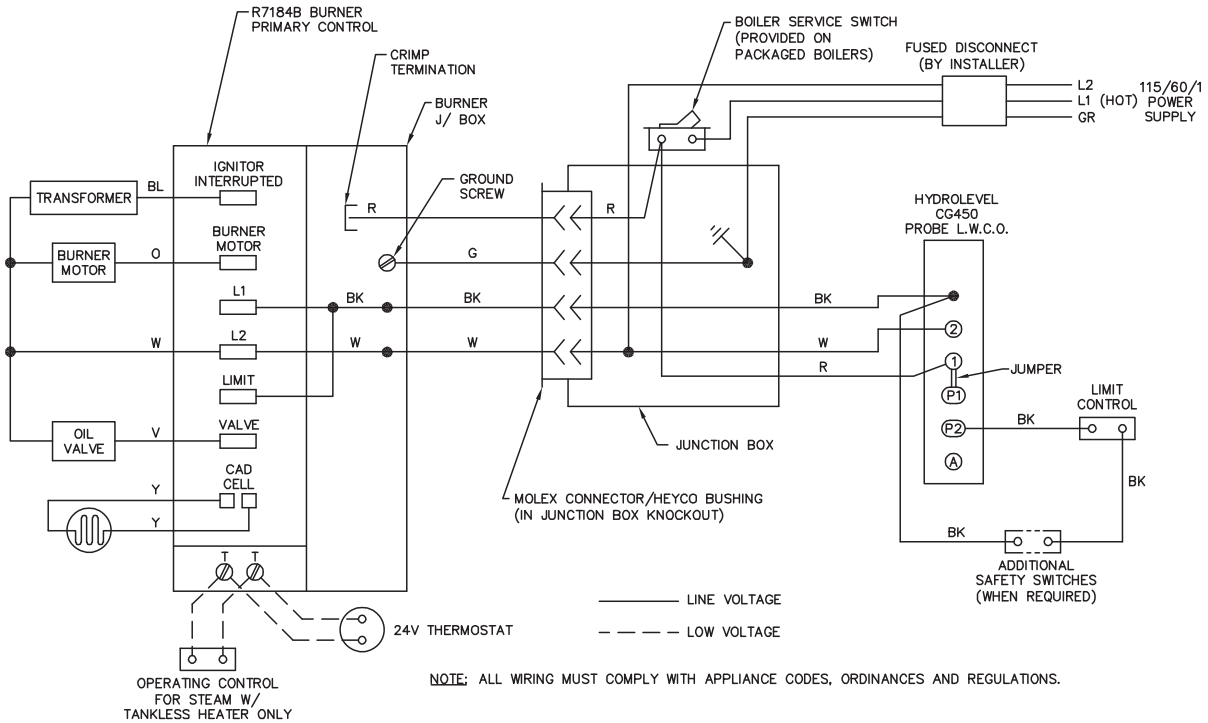 R7184B BURNER
PRIMARY CONTROL
CRIMP
TERMINATION
BURNER
J/ BOX
BOILER SERVICE SWITCH
(PROVIDED ON
PACKAGED BOILERS)
FUSED DISCONNECT
(BY INSTALLER)
L2
L1 (HOT)
GR
115/60/1
POWER
SUPPLY
TRANSFORMER
BL
IGNITOR
INTERRUPTED
R
GROUND
SCREW
R
HYDROLEVEL
CG450
PROBE L.W.C.O.
BURNER
MOTOR
O
BURNER
MOTOR
G
L1
BK
BK
BK
W
L2
W
W
W
2
R
1
JUMPER
P1
LIMIT
LIMIT
CONTROL
OIL
VALVE
V
VALVE
P2
BK
JUNCTION BOX
A
CAD
CELL
Y
Y
BK
MOLEX CONNECTOR/HEYCO BUSHING
(IN JUNCTION BOX KNOCKOUT)
BK
T T
ADDITIONAL
SAFETY SWITCHES
(WHEN REQUIRED)
LINE VOLTAGE
24V THERMOSTAT
LOW VOLTAGE
OPERATING CONTROL
FOR STEAM W/
TANKLESS HEATER ONLY
NOTE: ALL WIRING MUST COMPLY WITH APPLIANCE CODES, ORDINANCES AND REGULATIONS.